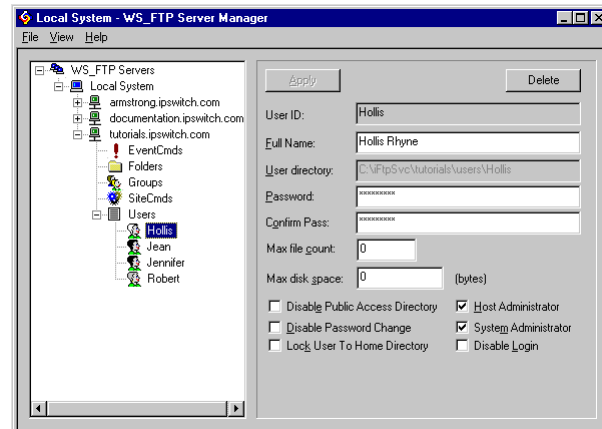 Local System - WS_FTP Server Manager
File View Help
WS_FTP Servers
Local System
armstrong.ipswitch.com
documentation.ipswitch.com
tutorials.ipswitch.com
EventCmds
Folders
Groups
SiteCmds
Users
Hollis
Jean
Jennifer
Robert
Apply Delete
User ID: Hollis
Full Name: Hollis Rhyne
User directory: C:\iFtpSvc\tutorials\users\Hollis
Password: *********
Confirm Pass: *********
Max file count: 0
Max disk space: 0 (bytes)
Disable Public Access Directory Host Administrator
Disable Password Change System Administrator
Lock User To Home Directory Disable Login